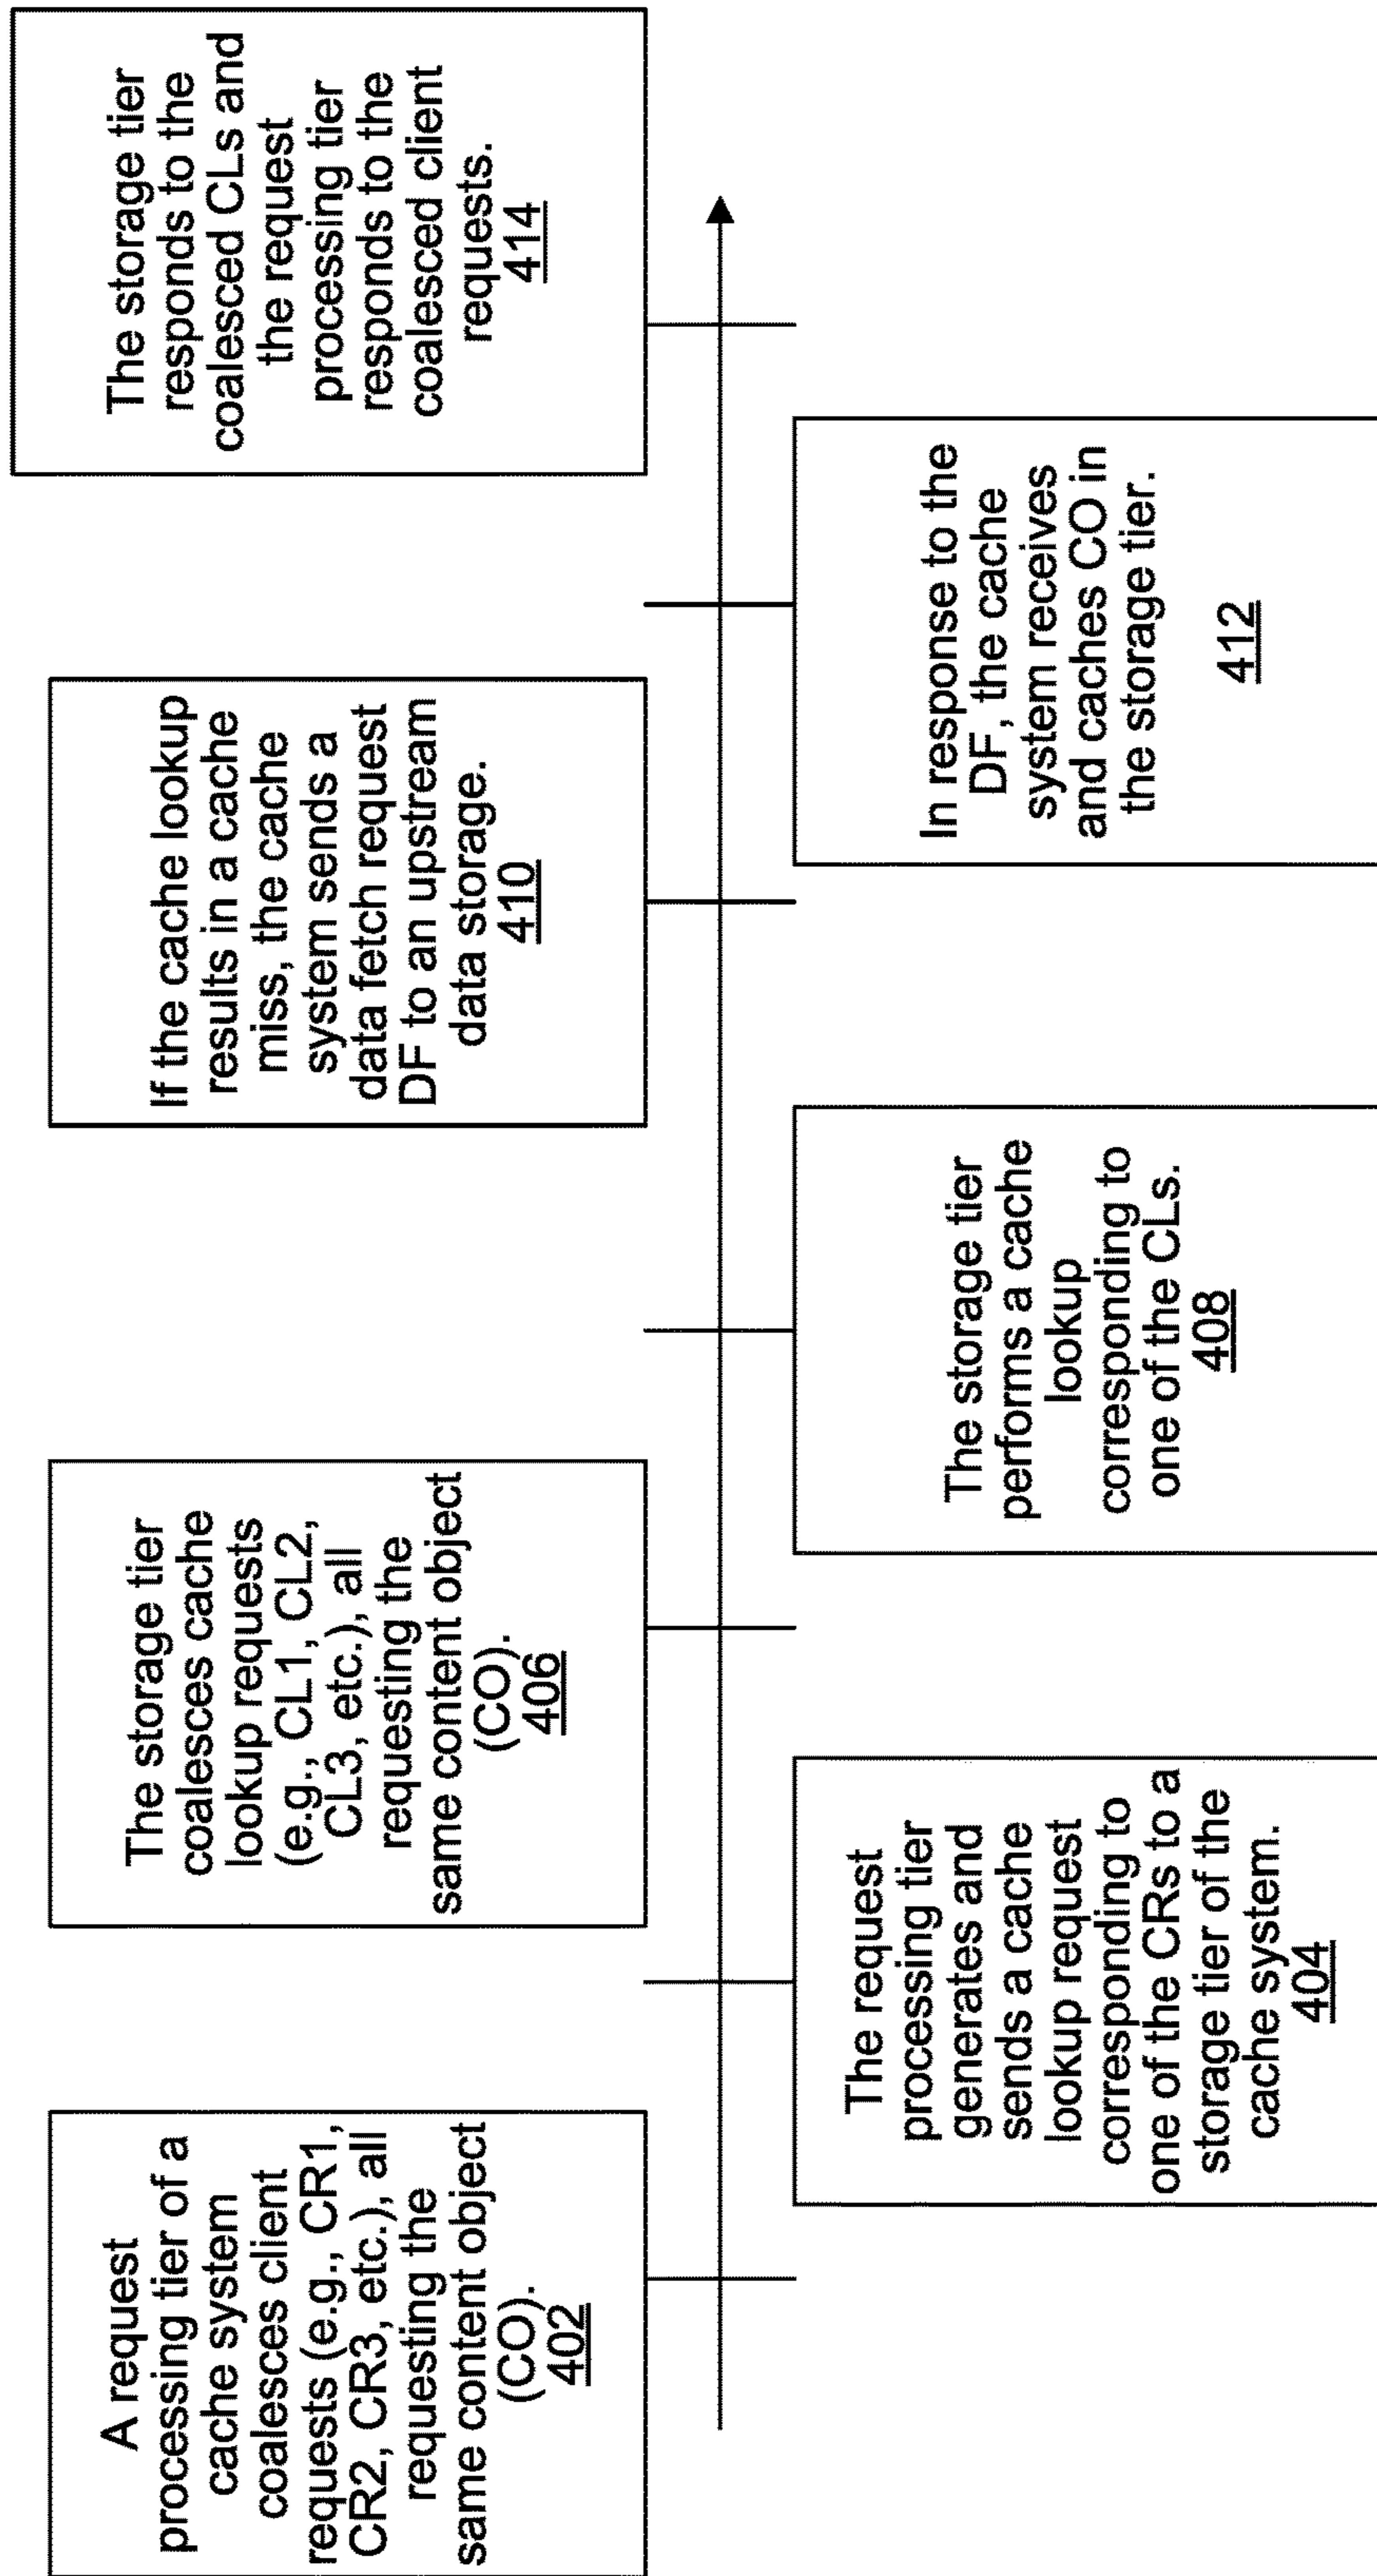 A request
processing tier of a
cache system
coalesces client
requests (e.g., CR1,
CR2, CR3, etc.), all
requesting the
same content object
(CO).
402
The request
processing tier
generates and
sends a cache
lookup request
corresponding to
one of the CRs to a
storage tier of the
cache system.
404
The storage tier
coalesces cache
lookup requests
(e.g., CL1, CL2,
CL3, etc.), all
requesting the
same content object
(CO).
406
The storage tier
performs a cache
lookup
corresponding to
one of the CLs.
408
If the cache lookup
results in a cache
miss, the cache
system sends a
data fetch request
DF to an upstream
data storage.
410
In response to the
DF, the cache
system receives
and caches CO in
the storage tier.
412
The storage tier
responds to the
coalesced CLs and
the request
processing tier
responds to the
coalesced client
requests.
414